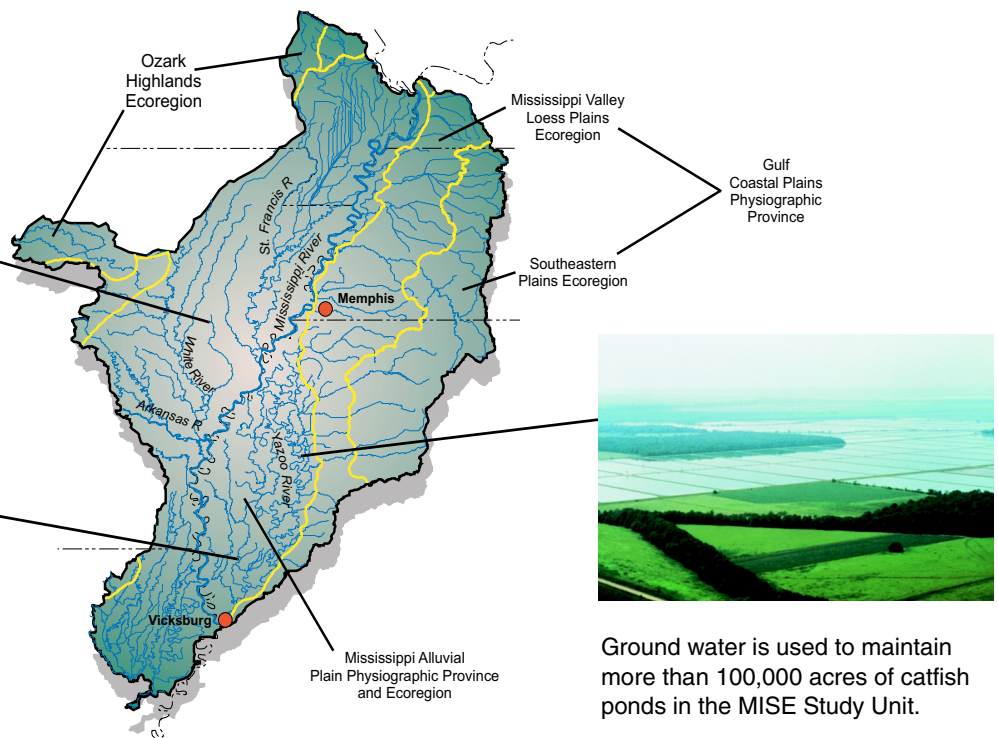 Ozark
Highlands
Ecoregion
Mississippi Valley
Loess Plains
Ecoregion
Gulf
Coastal Plains
Physiographic
Province
St. Francis R
Mississippi River
Southeastern
Plains Ecoregion
Memphis
White River
Arkansas R.
Yazoo River
Vicksburg
Mississippi Alluvial
Plain Physiographic Province
and Ecoregion
Ground water is used to maintain
more than 100,000 acres of catfish
ponds in the MISE Study Unit.